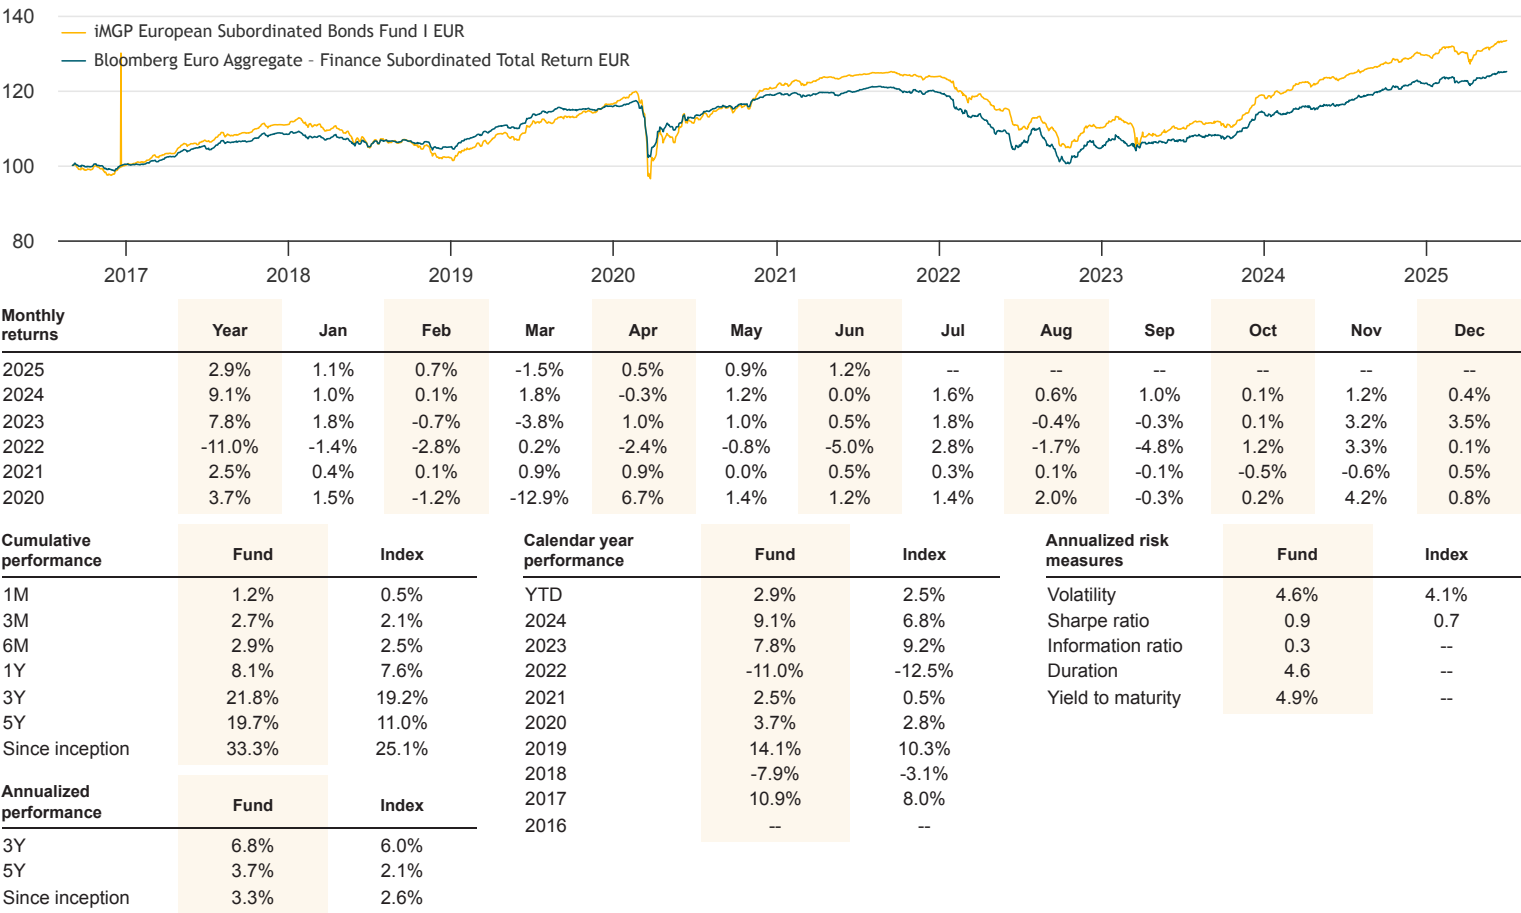 140
iMGP European Subordinated Bonds Fund I EUR
Bloomberg Euro Aggregate - Finance Subordinated Total Return EUR
120
100
80
2017 2018 2019 2020 2021 2022 2023 2024 2025
Monthly
returns Year Jan Feb Mar Apr May Jun Jul Aug Sep Oct Nov Dec
2025 2.9% 1.1% 0.7% -1.5% 0.5% 0.9% 1.2% -- -- -- -- -- --
2024 9.1% 1.0% 0.1% 1.8% -0.3% 1.2% 0.0% 1.6% 0.6% 1.0% 0.1% 1.2% 0.4%
2023 7.8% 1.8% -0.7% -3.8% 1.0% 1.0% 0.5% 1.8% -0.4% -0.3% 0.1% 3.2% 3.5%
2022 -11.0% -1.4% -2.8% 0.2% -2.4% -0.8% -5.0% 2.8% -1.7% -4.8% 1.2% 3.3% 0.1%
2021 2.5% 0.4% 0.1% 0.9% 0.9% 0.0% 0.5% 0.3% 0.1% -0.1% -0.5% -0.6% 0.5%
2020 3.7% 1.5% -1.2% -12.9% 6.7% 1.4% 1.2% 1.4% 2.0% -0.3% 0.2% 4.2% 0.8%
Cumulative
performance Fund Index
1M 1.2% 0.5%
3M 2.7% 2.1%
6M 2.9% 2.5%
1Y 8.1% 7.6%
3Y 21.8% 19.2%
5Y 19.7% 11.0%
Since inception 33.3% 25.1%
Annualized
performance Fund Index
3Y 6.8% 6.0%
5Y 3.7% 2.1%
Since inception 3.3% 2.6%
Calendar year
performance Fund Index
YTD 2.9% 2.5%
2024 9.1% 6.8%
2023 7.8% 9.2%
2022 -11.0% -12.5%
2021 2.5% 0.5%
2020 3.7% 2.8%
2019 14.1% 10.3%
2018 -7.9% -3.1%
2017 10.9% 8.0%
2016 -- --
Annualized risk
measures Fund Index
Volatility 4.6% 4.1%
Sharpe ratio 0.9 0.7
Information ratio 0.3 --
Duration 4.6 --
Yield to maturity 4.9% --